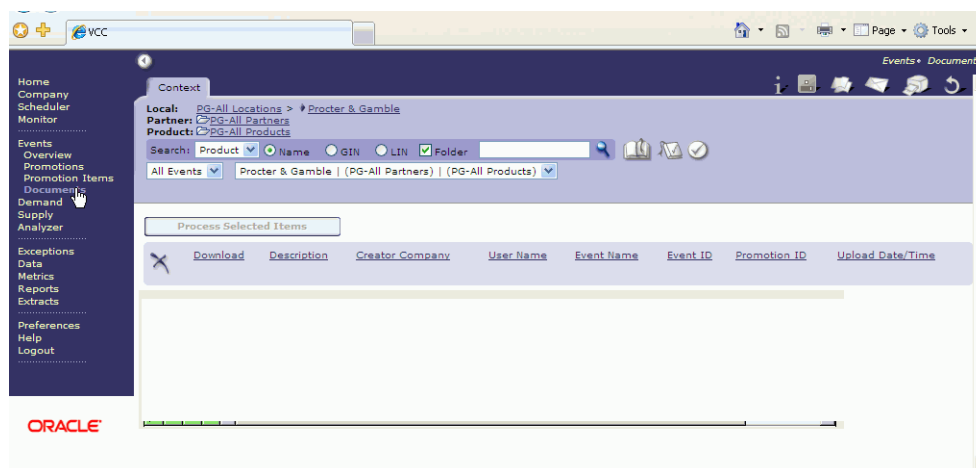 VCC
Page
Tools
Events
Document
Home
Company
Scheduler
Monitor
Events
Overview
Promotions
Promotion Items
Documents
Demand
Supply
Analyzer
Exceptions
Data
Metrics
Reports
Extracts
Preferences
Help
Logout
ORACLE
Context
Local: PG-All Locations > Procter & Gamble
Partner: PG-All Partners
Product: PG-All Products
Search: Product Name GIN LIN Folder
All Events Procter & Gamble | (PG-All Partners) | (PG-All Products)
Process Selected Items
Download Description Creator Company User Name Event Name Event ID Promotion ID Upload Date/Time